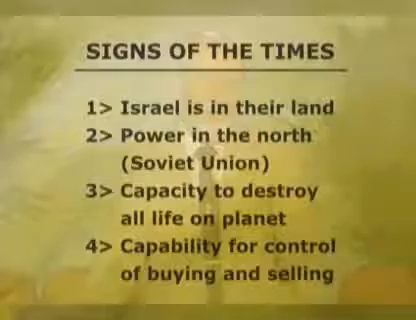 SIGNS OF THE TIMES
1> Israel is in their land
2> Power in the north
(Soviet Union)
3> Capacity to destroy
all life on planet
4> Capability for control
of buying and selling